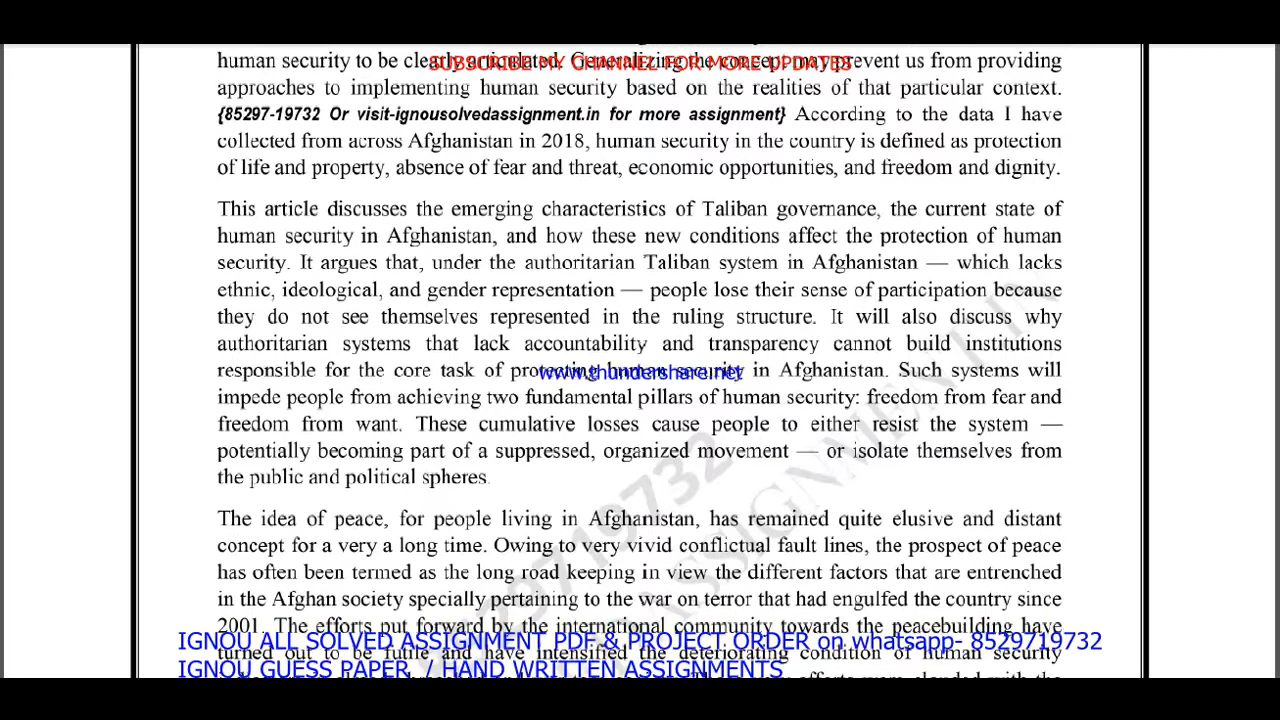 human security to be clearly articulated. Generalizing the concept may prevent us from providing
SUBSCRIBE MY CHANNEL FOR MORE UPDATES
approaches to implementing human security based on the realities of that particular context.
{85297-19732 Or visit-ignousolvedassignment.in for more assignment} According to the data I have
collected from across Afghanistan in 2018, human security in the country is defined as protection
of life and property, absence of fear and threat, economic opportunities, and freedom and dignity.
This article discusses the emerging characteristics of Taliban governance, the current state of
human security in Afghanistan, and how these new conditions affect the protection of human
security. It argues that, under the authoritarian Taliban system in Afghanistan — which lacks
ethnic, ideological, and gender representation — people lose their sense of participation because
they do not see themselves represented in the ruling structure. It will also discuss why
authoritarian systems that lack accountability and transparency cannot build institutions
responsible for the core task of protecting human security in Afghanistan. Such systems will
www.thundershare.net
impede people from achieving two fundamental pillars of human security: freedom from fear and
freedom from want. These cumulative losses cause people to either resist the system —
potentially becoming part of a suppressed, organized movement — or isolate themselves from
the public and political spheres.
The idea of peace, for people living in Afghanistan, has remained quite elusive and distant
concept for a very a long time. Owing to very vivid conflictual fault lines, the prospect of peace
has often been termed as the long road keeping in view the different factors that are entrenched
in the Afghan society specially pertaining to the war on terror that had engulfed the country since
2001. The efforts put forward by the international community towards the peacebuilding have
IGNOU ALL SOLVED ASSIGNMENT PDF & PROJECT ORDER on whatsapp- 8529719732
turned out to be futile and have intensified the deteriorating condition of human security
IGNOU GUESS PAPER, / HAND WRITTEN ASSIGNMENTS
8529719732
ASSIGNMENT IN